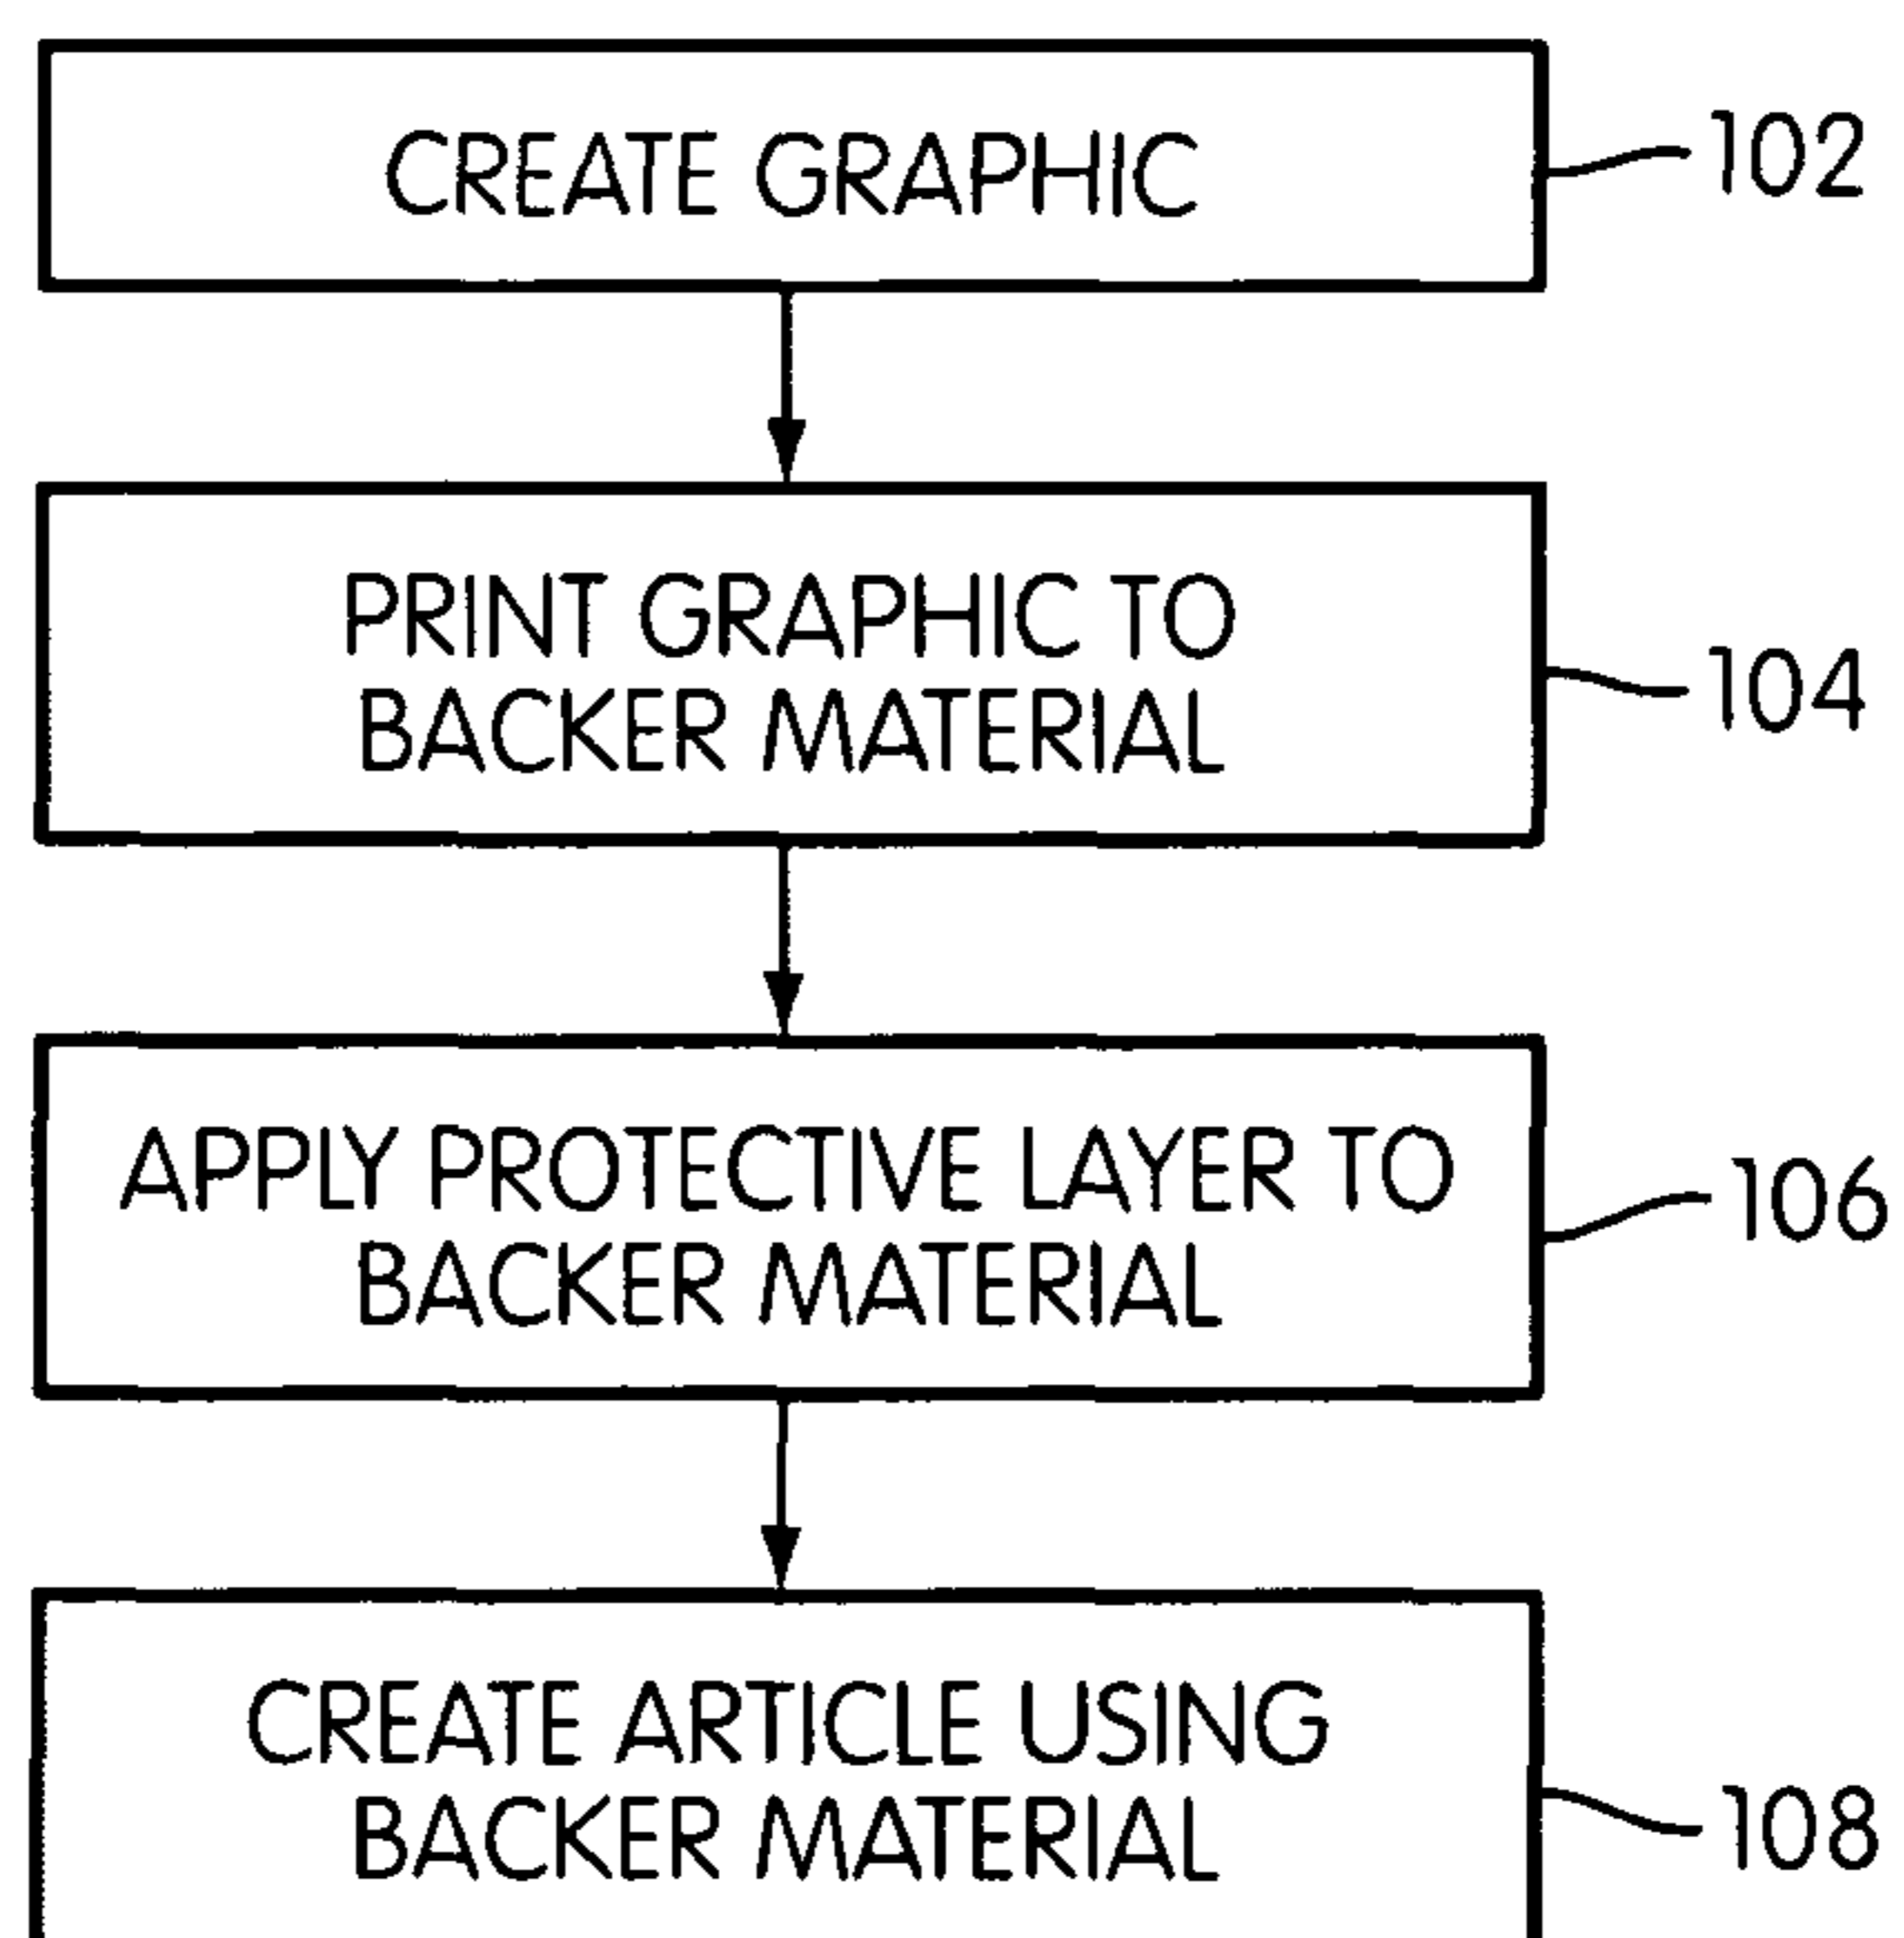 CREATE GRAPHIC
102
PRINT GRAPHIC TO
BACKER MATERIAL
104
APPLY PROTECTIVE LAYER TO
BACKER MATERIAL
106
CREATE ARTICLE USING
BACKER MATERIAL
108